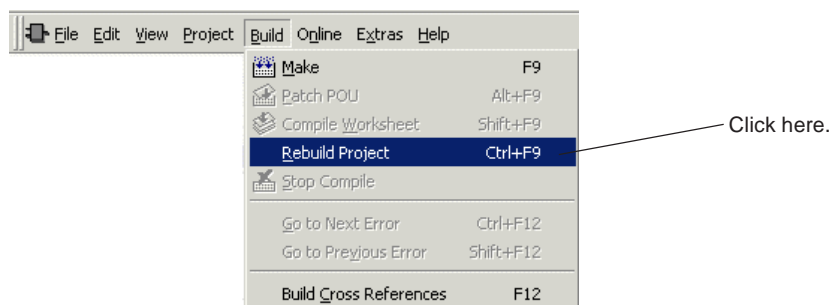 File Edit View Project Build Online Extras Help
Make F9
Patch POU Alt+F9
Compile Worksheet Shift+F9
Rebuild Project Ctrl+F9
Click here.
Stop Compile
Go to Next Error Ctrl+F12
Go to Previous Error Shift+F12
Build Cross References F12